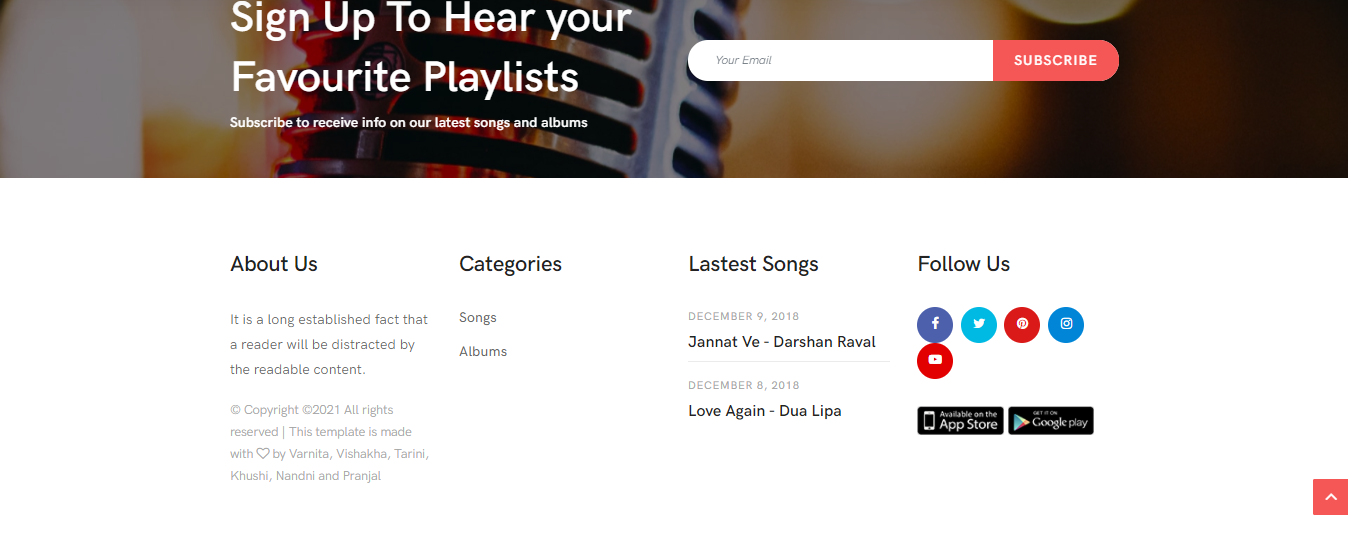 Sign Up To Hear your
Favourite Playlists
Subscribe to receive info on our latest songs and albums
Your Email
SUBSCRIBE
About Us
It is a long established fact that
a reader will be distracted by
the readable content.
© Copyright ©2021 All rights
reserved | This template is made
with ♡ by Varnita, Vishakha, Tarini,
Khushi, Nandni and Pranjal
Categories
Songs
Albums
Lastest Songs
DECEMBER 9, 2018
Jannat Ve - Darshan Raval
DECEMBER 8, 2018
Love Again - Dua Lipa
Follow Us
Available on the
App Store
GET IT ON
Google play